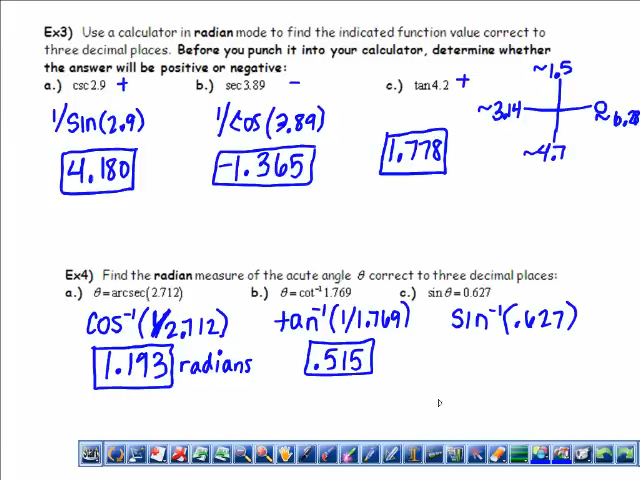 Ex3) Use a calculator in radian mode to find the indicated function value correct to
three decimal places. Before you punch it into your calculator, determine whether
the answer will be positive or negative:
a.) csc 2.9 + b.) sec 3.89 − c.) tan 4.2 +
~1.5
~3.14 0 ~6.28
~4.7
1/sin(2.9) 1/cos(3.89)
4.180 -1.365 1.778
Ex4) Find the radian measure of the acute angle θ correct to three decimal places:
a.) θ = arcsec(2.712) b.) θ = cot⁻¹ 1.769 c.) sin θ = 0.627
cos⁻¹(1/2.712) tan⁻¹(1/1.769) sin⁻¹(.627)
1.193 radians .515
Start